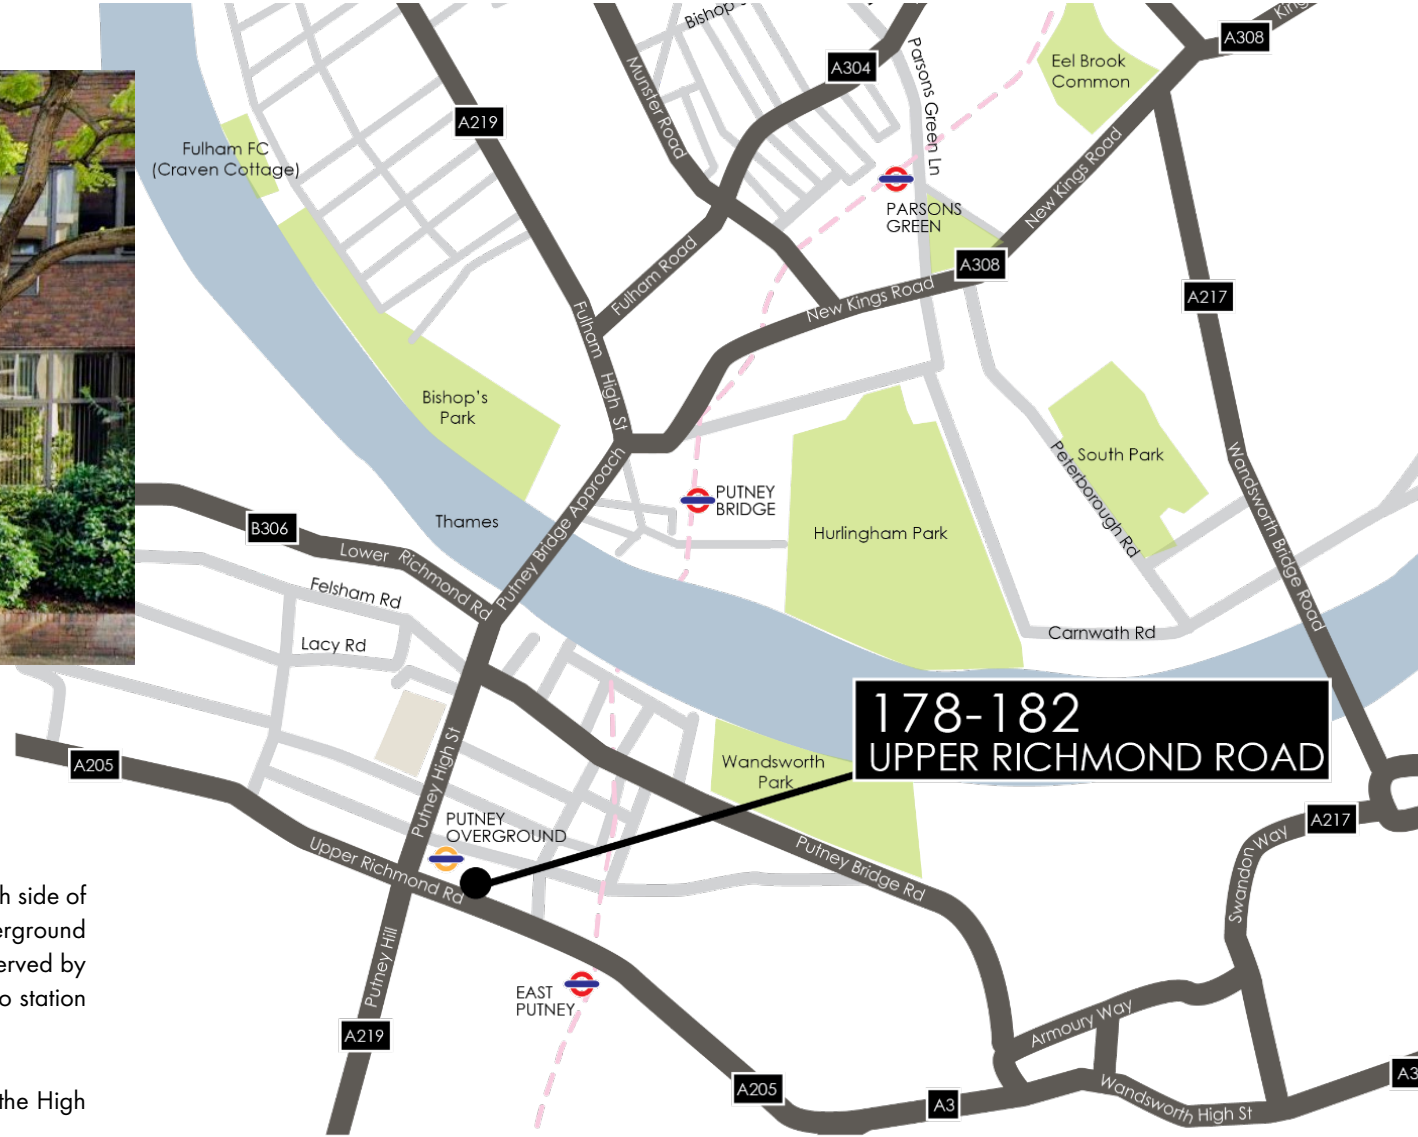 Bishop's
King
A308
A304
Parsons Green Ln
Eel Brook
Common
Munster Road
A219
Fulham FC
(Craven Cottage)
New Kings Road
PARSONS
GREEN
A308
Fulham Road
New Kings Road
A217
Fulham High St
Bishop's
Park
Putney Bridge Approach
Peterborough Rd
South Park
Wandsworth Bridge Road
PUTNEY
BRIDGE
Thames
B306
Hurlingham Park
Lower Richmond Rd
Felsham Rd
Lacy Rd
Carnwath Rd
178-182
UPPER RICHMOND ROAD
A205
Putney High St
Wandsworth
Park
PUTNEY
OVERGROUND
A217
Upper Richmond Rd
Putney Bridge Rd
Swandon Way
h side of
erground
erved by
o station
Putney Hill
EAST
PUTNEY
A219
Armoury Way
A205
A3
A3
Wandsworth High St
the High